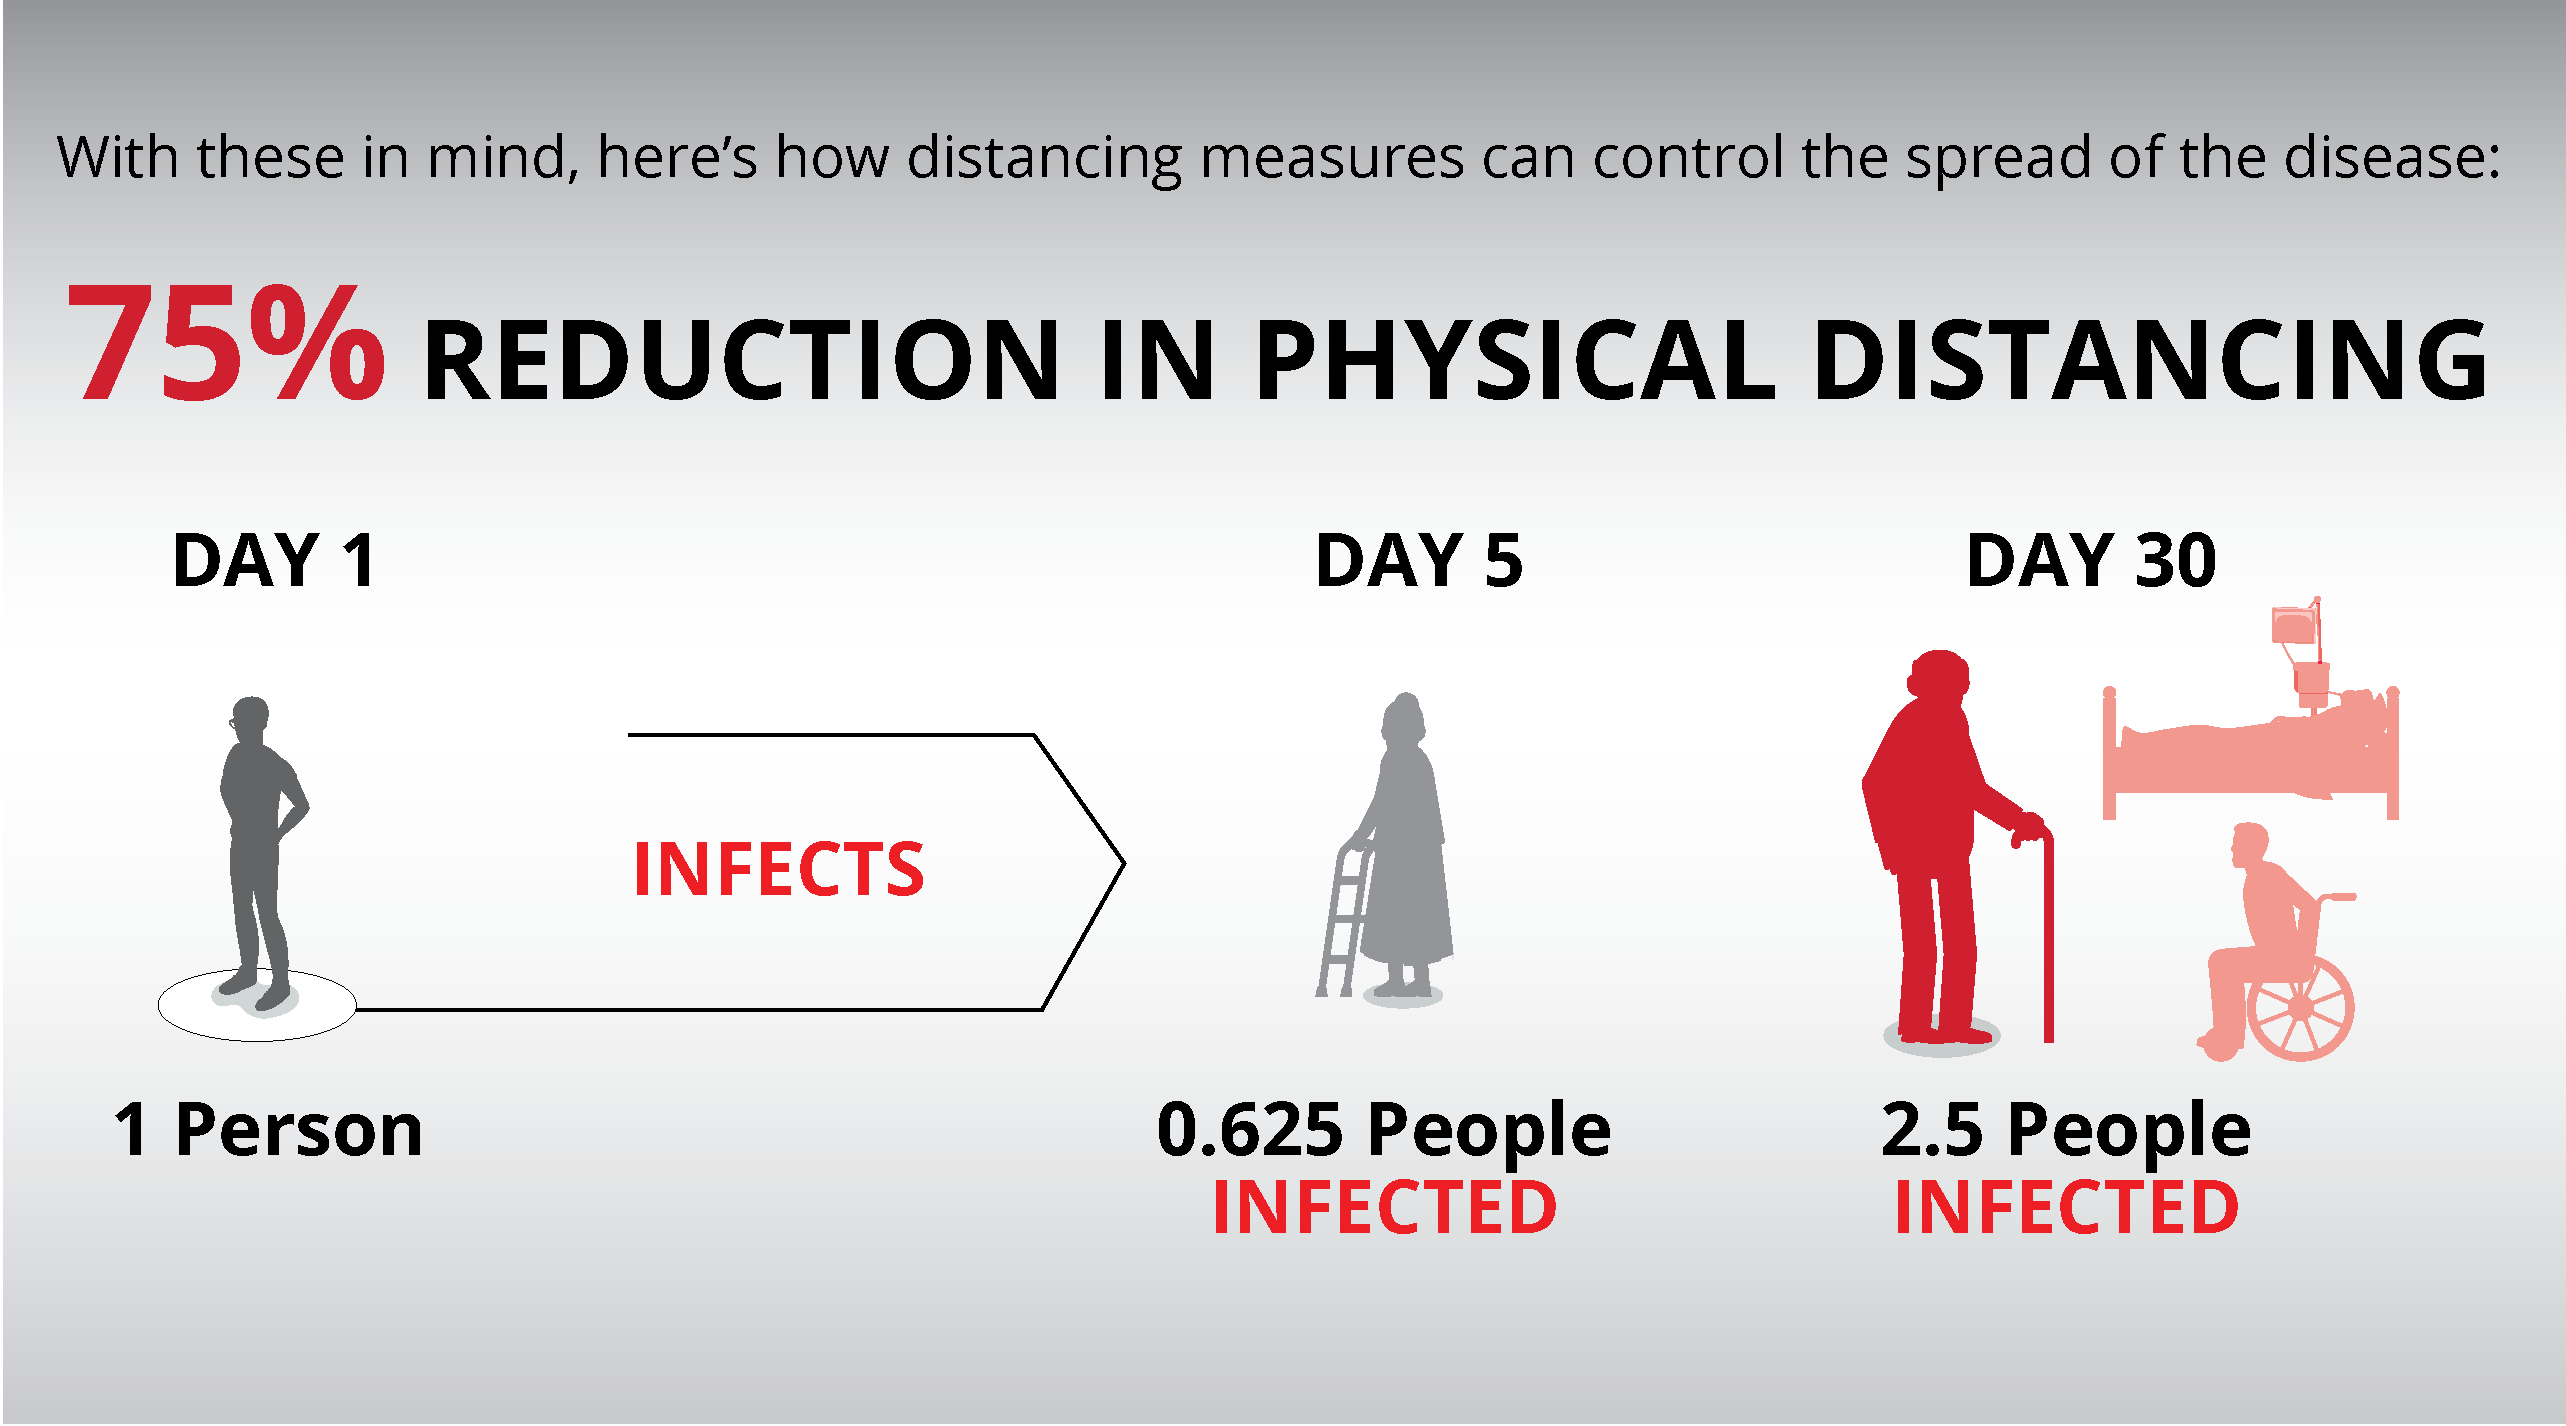 With these in mind, here’s how distancing measures can control the spread of the disease:
75% REDUCTION IN PHYSICAL DISTANCING
DAY 1
DAY 5
DAY 30
INFECTS
1 Person
0.625 People
INFECTED
2.5 People
INFECTED